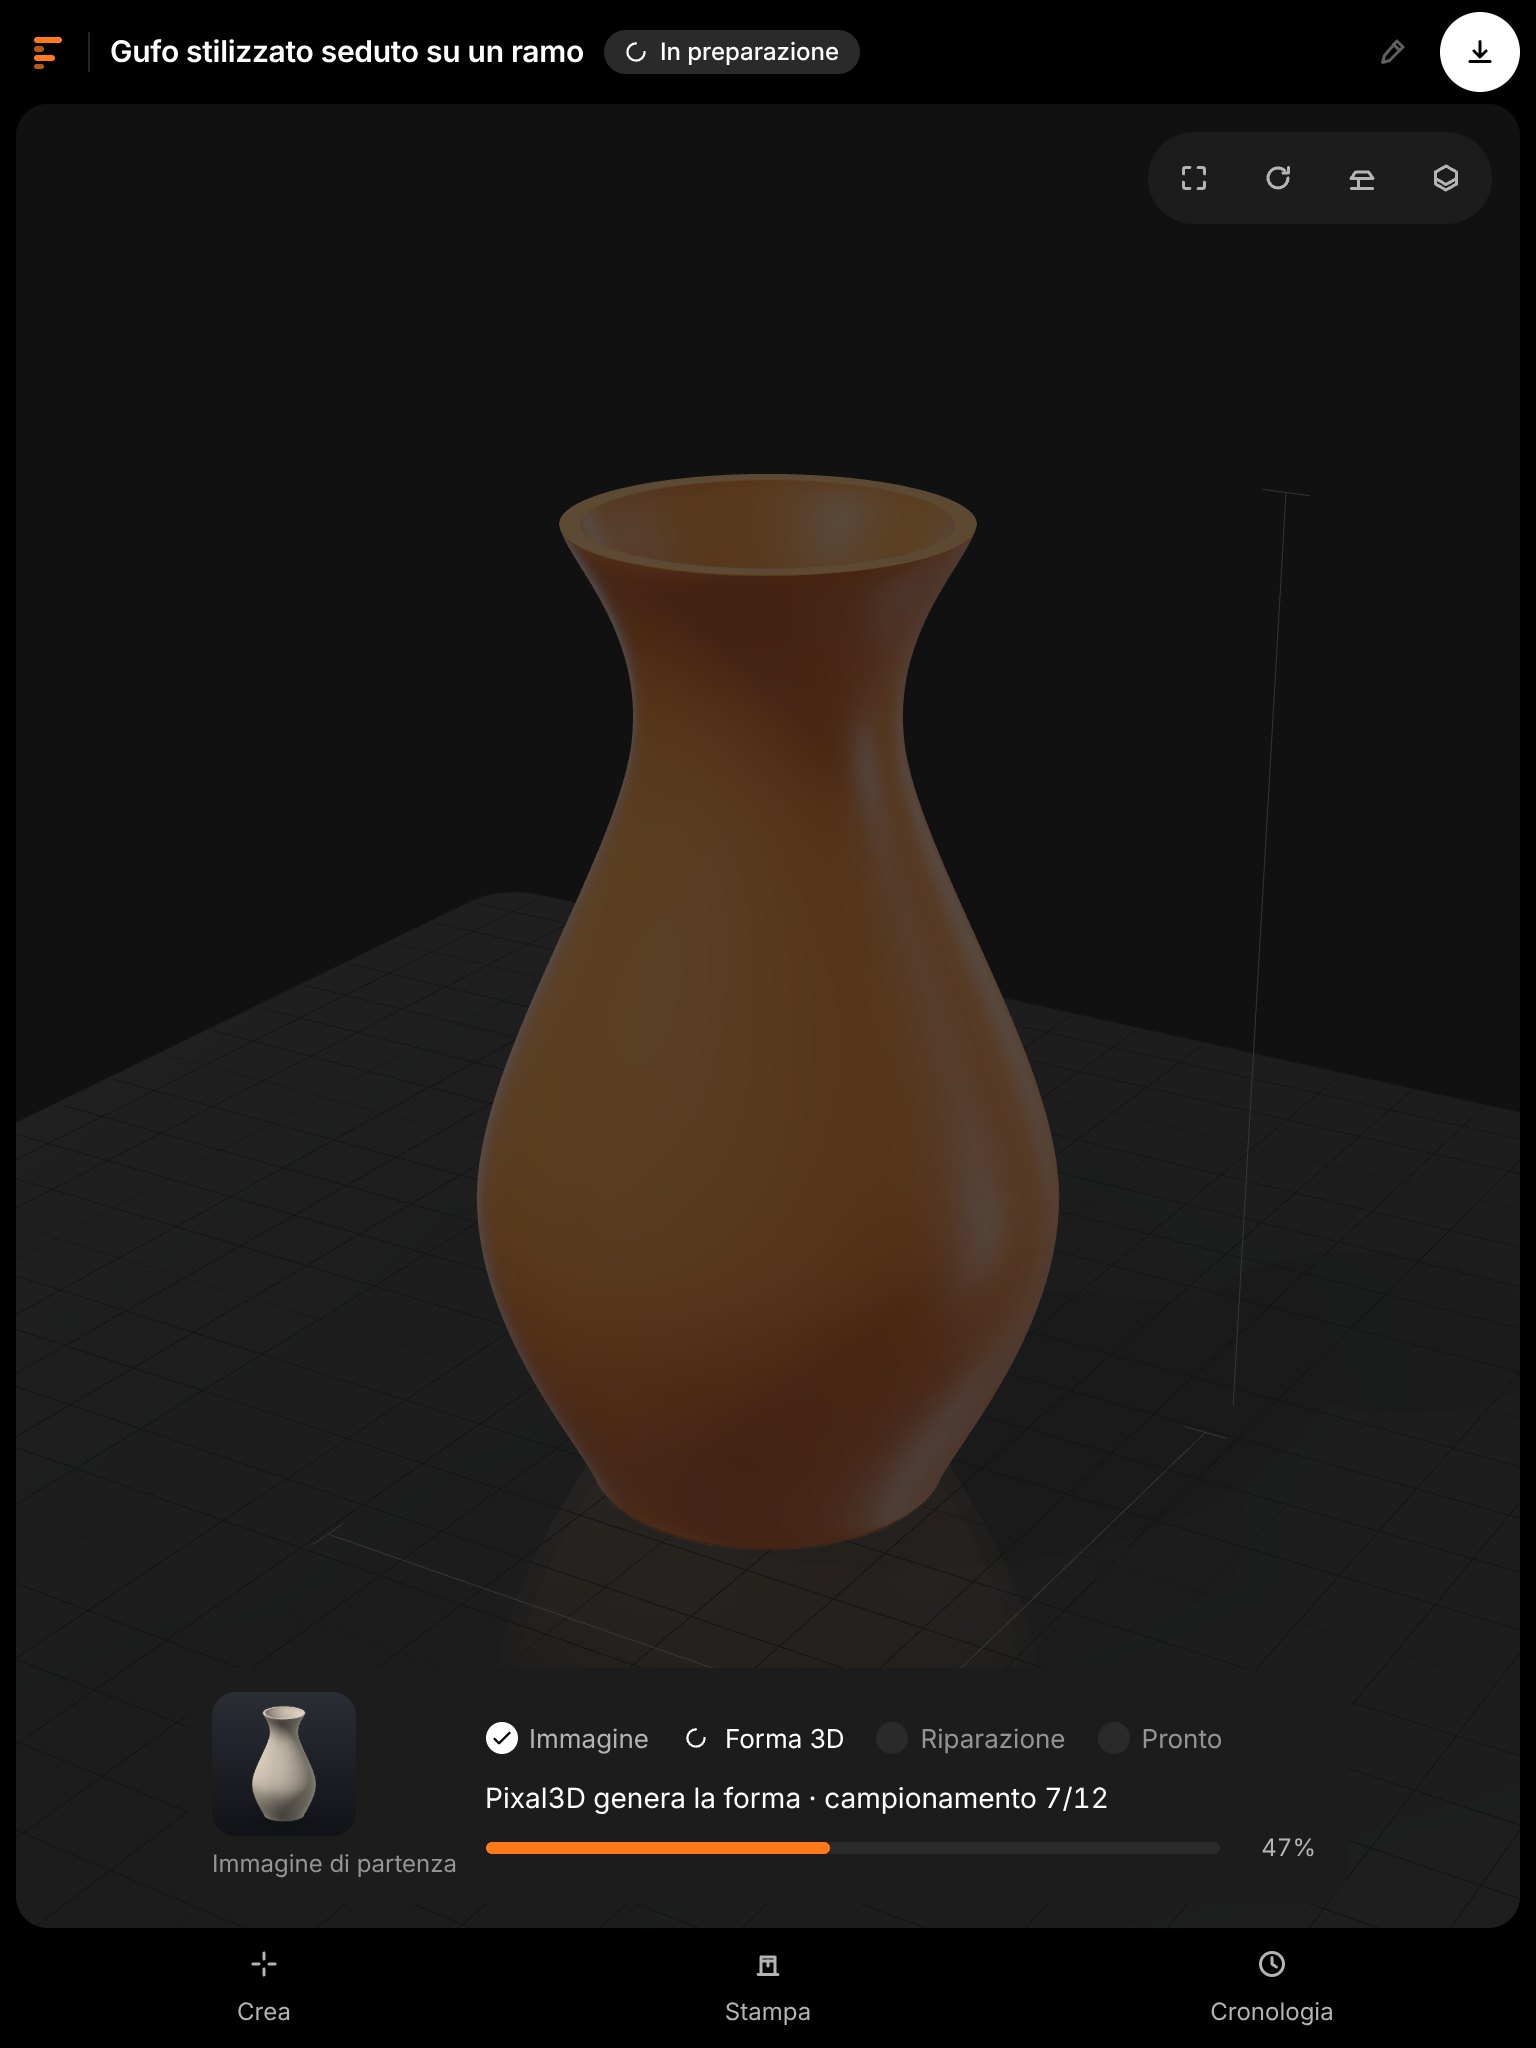 Gufo stilizzato seduto su un ramo
In preparazione
Immagine
Forma 3D
Riparazione
Pronto
Pixal3D genera la forma · campionamento 7/12
47%
Immagine di partenza
Crea
Stampa
Cronologia